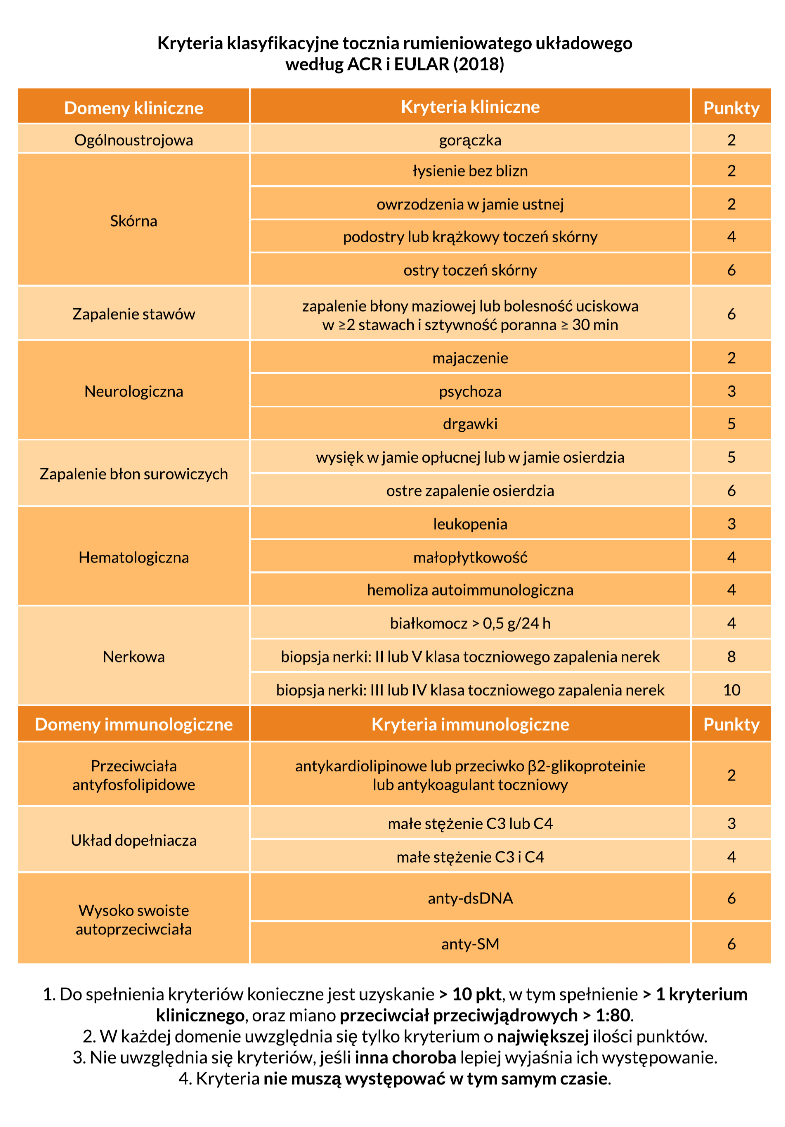 Kryteria klasyfikacyjne tocznia rumieniowatego układowego
według ACR i EULAR (2018)
Domeny kliniczne Kryteria kliniczne Punkty
Ogólnoustrojowa gorączka 2
Skórna
łysienie bez blizn 2
owrzodzenia w jamie ustnej 2
podostry lub krążkowy toczeń skórny 4
ostry toczeń skórny 6
Zapalenie stawów
zapalenie błony maziowej lub bolesność uciskowa
w ≥2 stawach i sztywność poranna ≥ 30 min
6
Neurologiczna
majaczenie 2
psychoza 3
drgawki 5
Zapalenie błon surowiczych
wysięk w jamie opłucnej lub w jamie osierdzia 5
ostre zapalenie osierdzia 6
Hematologiczna
leukopenia 3
małopłytkowość 4
hemoliza autoimmunologiczna 4
Nerkowa
białkomocz > 0,5 g/24 h 4
biopsja nerki: II lub V klasa toczniowego zapalenia nerek 8
biopsja nerki: III lub IV klasa toczniowego zapalenia nerek 10
Domeny immunologiczne Kryteria immunologiczne Punkty
Przeciwciała
antyfosfolipidowe
antykardiolipinowe lub przeciwko β2-glikoproteinie
lub antykoagulant toczniowy
2
Układ dopełniacza
małe stężenie C3 lub C4 3
małe stężenie C3 i C4 4
Wysoko swoiste
autoprzeciwciała
anty-dsDNA 6
anty-SM 6
1. Do spełnienia kryteriów konieczne jest uzyskanie > 10 pkt, w tym spełnienie > 1 kryterium
klinicznego, oraz miano przeciwciał przeciwjądrowych > 1:80.
2. W każdej domenie uwzględnia się tylko kryterium o największej ilości punktów.
3. Nie uwzględnia się kryteriów, jeśli inna choroba lepiej wyjaśnia ich występowanie.
4. Kryteria nie muszą występować w tym samym czasie.